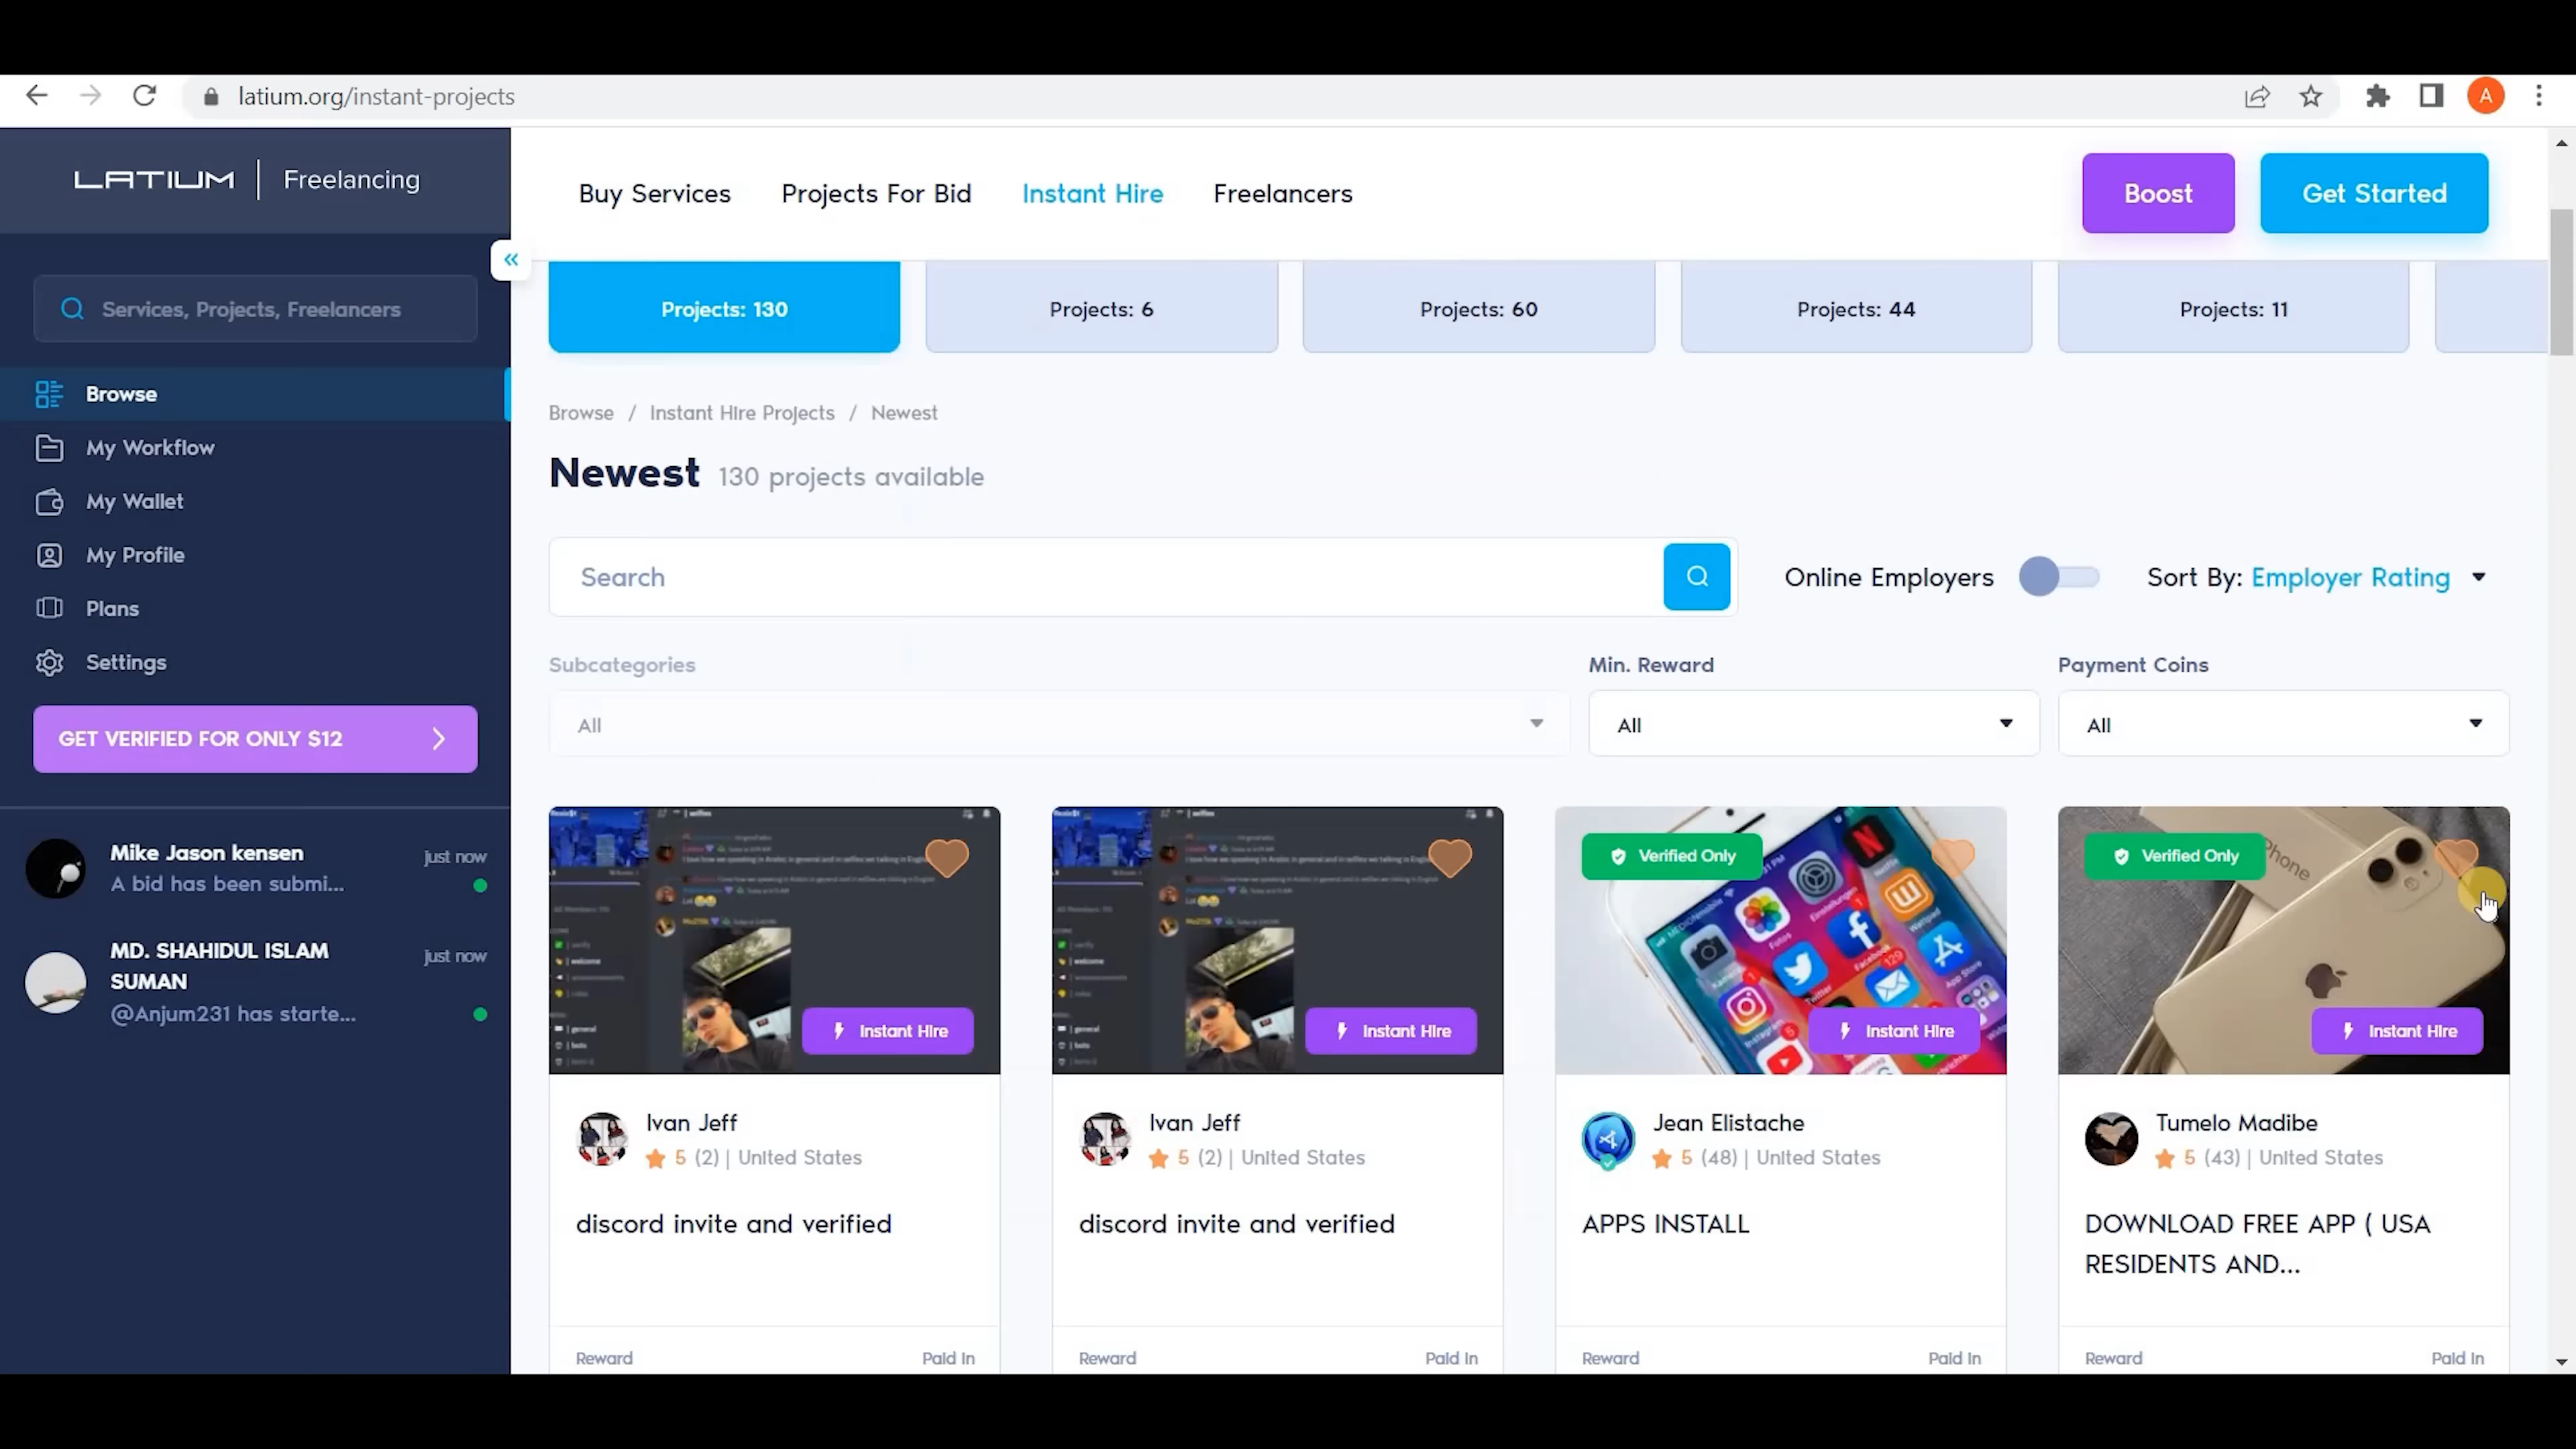 latium.org/instant-projects
A
LATIUM | Freelancing
Services, Projects, Freelancers
Browse
My Workflow
My Wallet
My Profile
Plans
Settings
GET VERIFIED FOR ONLY $12
Mike Jason kensen
just now
A bid has been submi...
MD. SHAHIDUL ISLAM
SUMAN
just now
@Anjum231 has starte...
Buy Services
Projects For Bid
Instant Hire
Freelancers
Boost
Get Started
Projects: 130
Projects: 6
Projects: 60
Projects: 44
Projects: 11
Browse / Instant Hire Projects / Newest
Newest 130 projects available
Search
Online Employers
Sort By: Employer Rating
Subcategories
All
Min. Reward
All
Payment Coins
All
Instant Hire
Ivan Jeff
5 (2) | United States
discord invite and verified
Reward
Paid In
Instant Hire
Ivan Jeff
5 (2) | United States
discord invite and verified
Reward
Paid In
Verified Only
Instant Hire
Jean Elistache
5 (48) | United States
APPS INSTALL
Reward
Paid In
Verified Only
iPhone
Instant Hire
Tumelo Madibe
5 (43) | United States
DOWNLOAD FREE APP ( USA
RESIDENTS AND...
Reward
Paid In